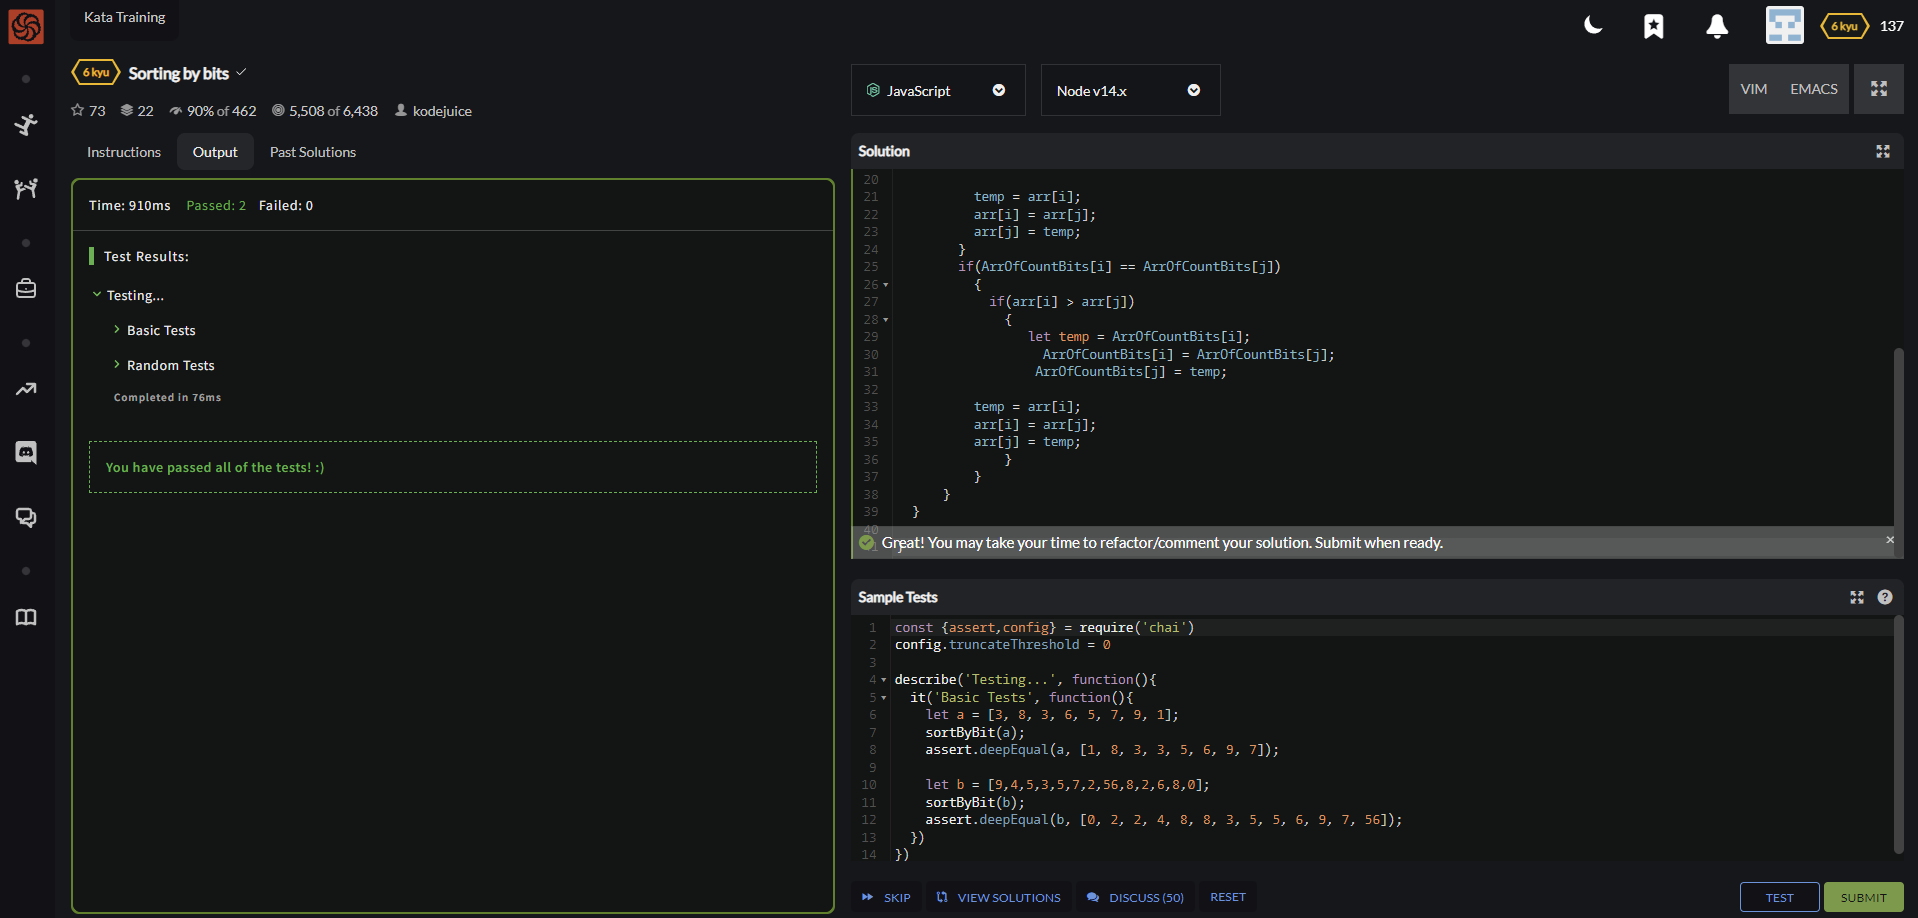 Kata Training
6 kyu 137
6 kyu Sorting by bits
73 22 90% of 462 5,508 of 6,438 kodejuice
Instructions Output Past Solutions
Time: 910ms Passed: 2 Failed: 0
Test Results:
Testing...
Basic Tests
Random Tests
Completed in 76ms
You have passed all of the tests! :)
JavaScript Node v14.x VIM EMACS
Solution
20
21 temp = arr[i];
22 arr[i] = arr[j];
23 arr[j] = temp;
24 }
25 if(ArrOfCountBits[i] == ArrOfCountBits[j])
26 {
27 if(arr[i] > arr[j])
28 {
29 let temp = ArrOfCountBits[i];
30 ArrOfCountBits[i] = ArrOfCountBits[j];
31 ArrOfCountBits[j] = temp;
32
33 temp = arr[i];
34 arr[i] = arr[j];
35 arr[j] = temp;
36 }
37 }
38 }
39 }
40
Great! You may take your time to refactor/comment your solution. Submit when ready. ×
Sample Tests
1 const {assert,config} = require('chai')
2 config.truncateThreshold = 0
3
4 describe('Testing...', function(){
5 it('Basic Tests', function(){
6 let a = [3, 8, 3, 6, 5, 7, 9, 1];
7 sortByBit(a);
8 assert.deepEqual(a, [1, 8, 3, 3, 5, 6, 9, 7]);
9
10 let b = [9,4,5,3,5,7,2,56,8,2,6,8,0];
11 sortByBit(b);
12 assert.deepEqual(b, [0, 2, 2, 4, 8, 8, 3, 5, 5, 6, 9, 7, 56]);
13 })
14 })
SKIP VIEW SOLUTIONS DISCUSS (50) RESET TEST SUBMIT